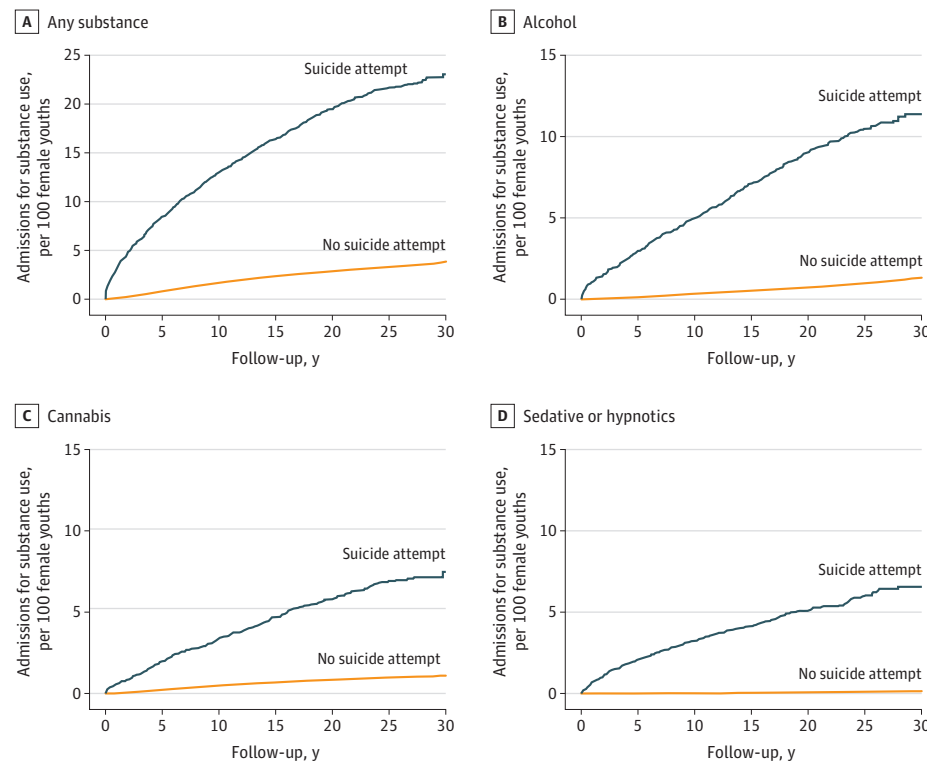 A Any substance
Admissions for substance use,
per 100 female youths
25
20
15
10
5
0
Suicide attempt
No suicide attempt
0 5 10 15 20 25 30
Follow-up, y
B Alcohol
Admissions for substance use,
per 100 female youths
15
10
5
0
Suicide attempt
No suicide attempt
0 5 10 15 20 25 30
Follow-up, y
C Cannabis
Admissions for substance use,
per 100 female youths
15
10
5
0
Suicide attempt
No suicide attempt
0 5 10 15 20 25 30
Follow-up, y
D Sedative or hypnotics
Admissions for substance use,
per 100 female youths
15
10
5
0
Suicide attempt
No suicide attempt
0 5 10 15 20 25 30
Follow-up, y